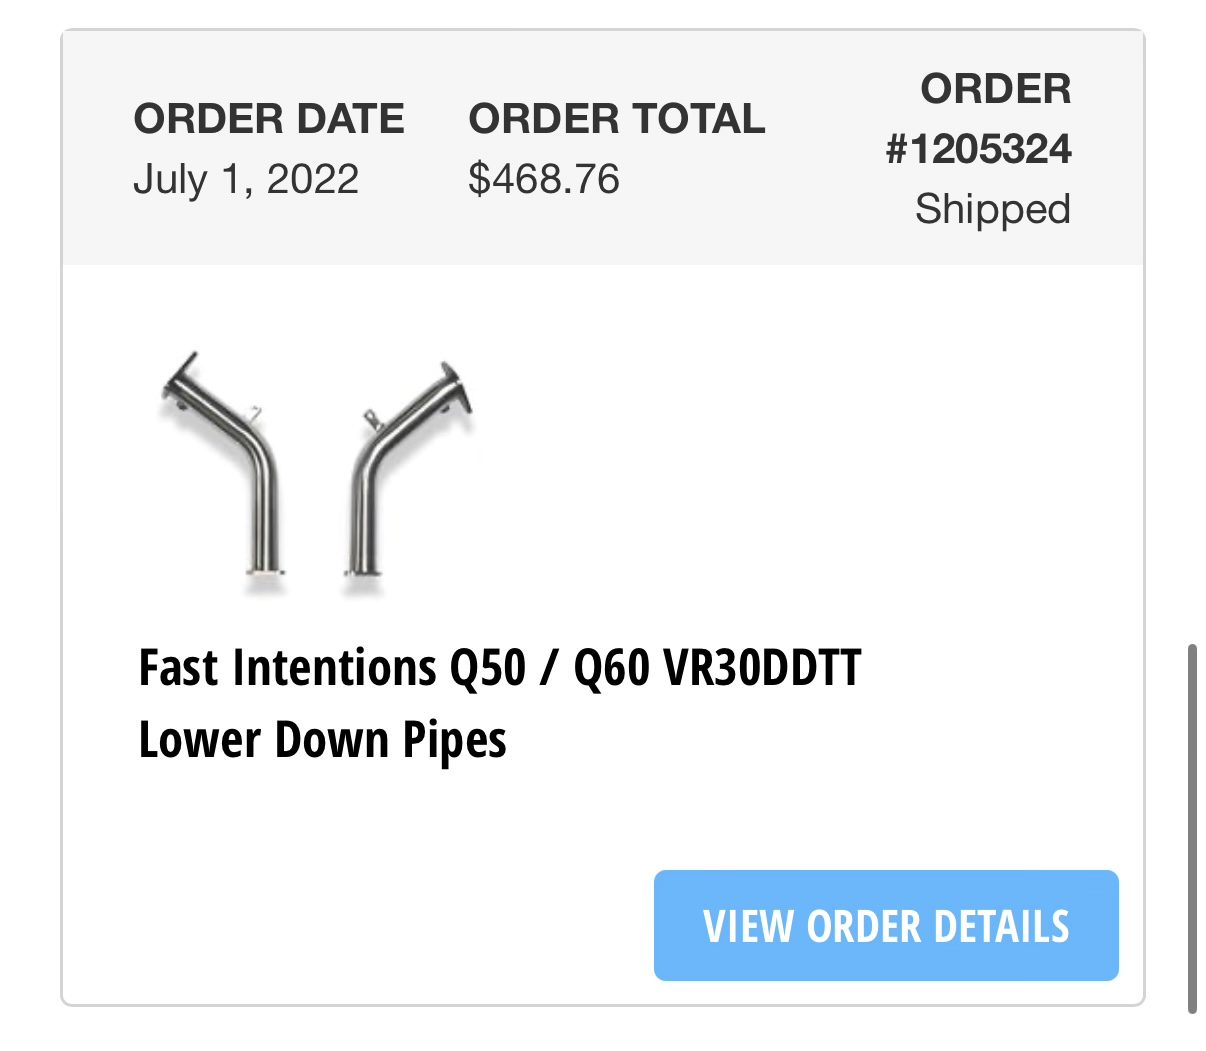 ORDER DATE
July 1, 2022
ORDER TOTAL
$468.76
ORDER
#1205324
Shipped
Fast Intentions Q50 / Q60 VR30DDTT
Lower Down Pipes
VIEW ORDER DETAILS